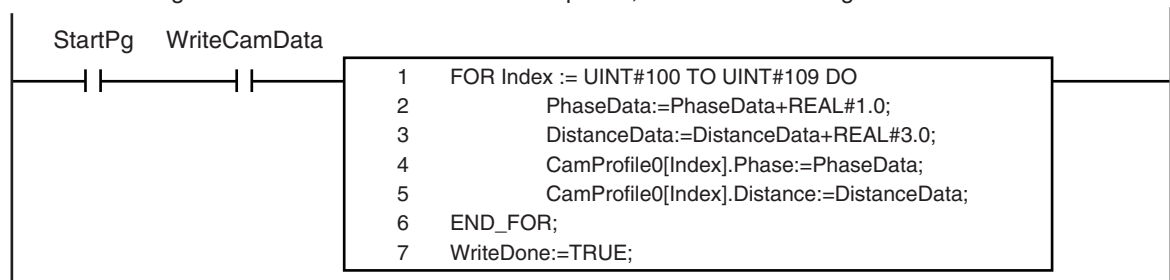 StartPg WriteCamData
1 FOR Index := UINT#100 TO UINT#109 DO
2 PhaseData:=PhaseData+REAL#1.0;
3 DistanceData:=DistanceData+REAL#3.0;
4 CamProfile0[Index].Phase:=PhaseData;
5 CamProfile0[Index].Distance:=DistanceData;
6 END_FOR;
7 WriteDone:=TRUE;